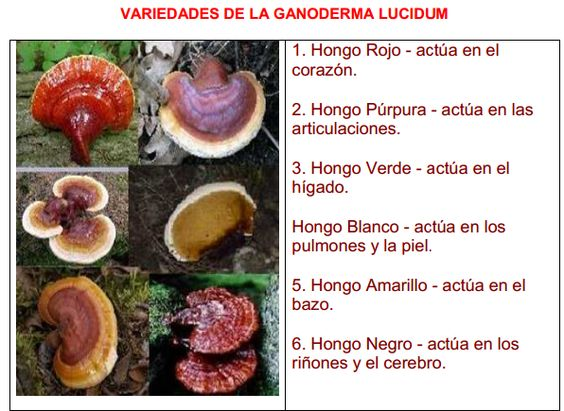 VARIEDADES DE LA GANODERMA LUCIDUM
1. Hongo Rojo - actúa en el
corazón.
2. Hongo Púrpura - actúa en las
articulaciones.
3. Hongo Verde - actúa en el
hígado.
Hongo Blanco - actúa en los
pulmones y la piel.
5. Hongo Amarillo - actúa en el
bazo.
6. Hongo Negro - actúa en los
riñones y el cerebro.